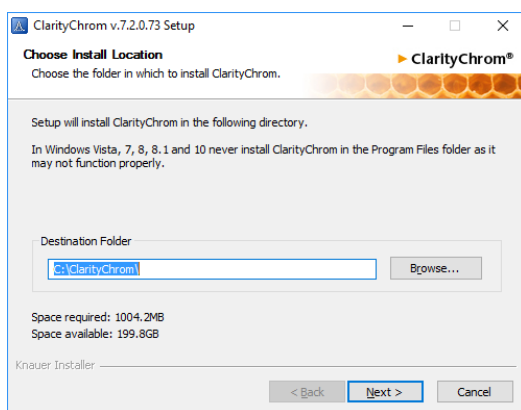 ClarityChrom v.7.2.0.73 Setup
Choose Install Location
Choose the folder in which to install ClarityChrom.
ClarityChrom®
Setup will install ClarityChrom in the following directory.
In Windows Vista, 7, 8, 8.1 and 10 never install ClarityChrom in the Program Files folder as it
may not function properly.
Destination Folder
C:\ClarityChrom\
Browse...
Space required: 1004.2MB
Space available: 199.8GB
Knauer Installer
< Back
Next >
Cancel